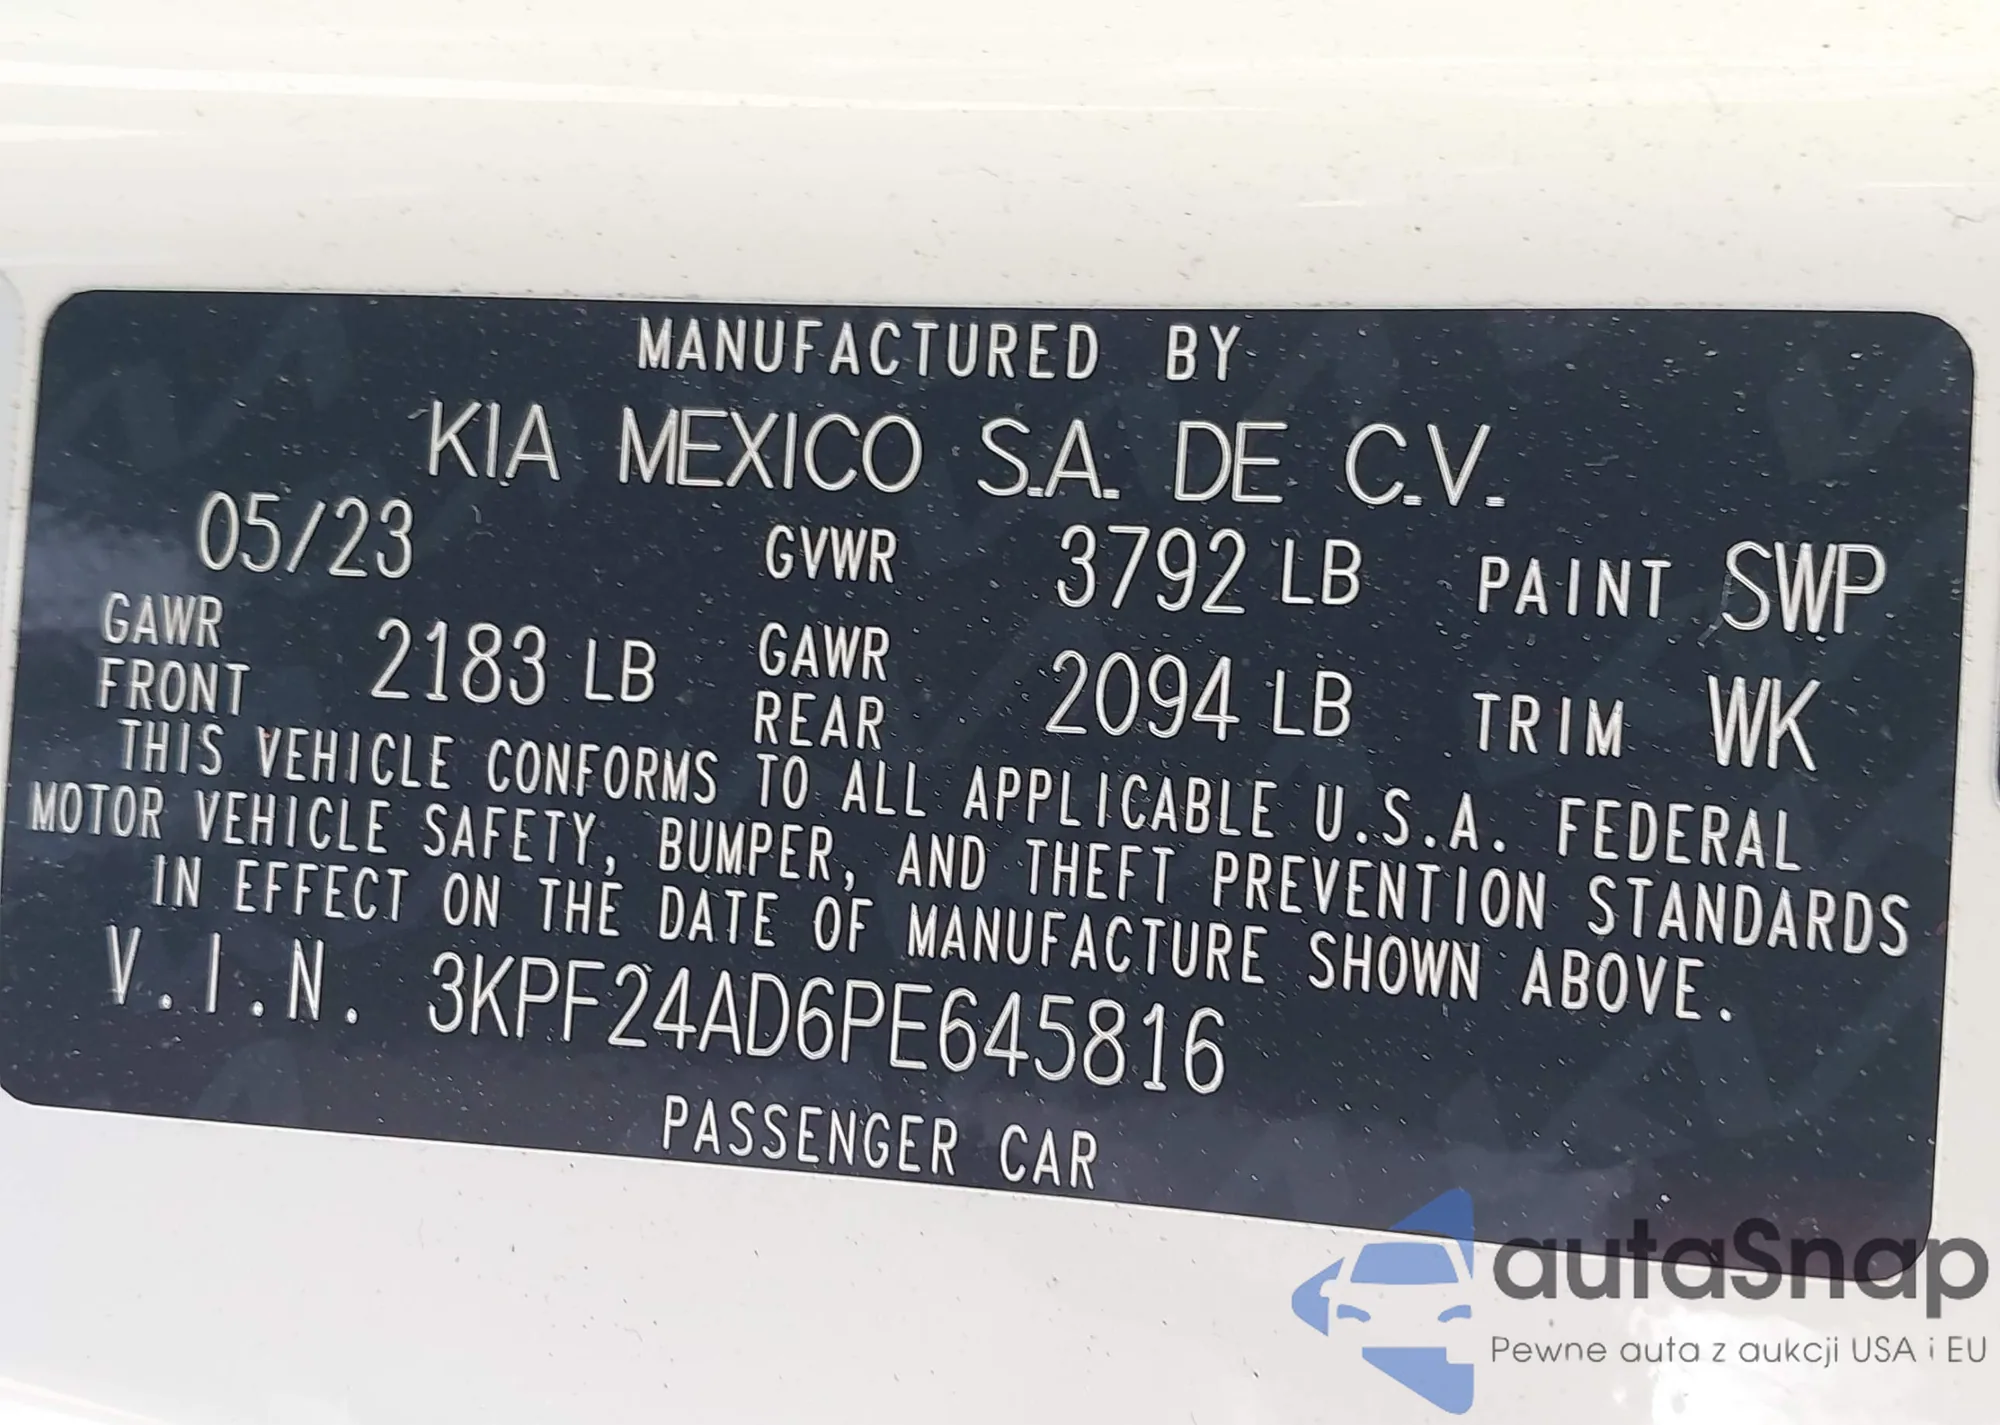 MANUFACTURED BY
KIA MEXICO S.A. DE C.V.
05/23 GVWR 3792 LB PAINT SWP
GAWR FRONT 2183 LB GAWR REAR 2094 LB TRIM WK
THIS VEHICLE CONFORMS TO ALL APPLICABLE U.S.A. FEDERAL
MOTOR VEHICLE SAFETY, BUMPER, AND THEFT PREVENTION STANDARDS
IN EFFECT ON THE DATE OF MANUFACTURE SHOWN ABOVE.
V.I.N. 3KPF24AD6PE645816
PASSENGER CAR
autaSnap
Pewne auta z aukcji USA i EU